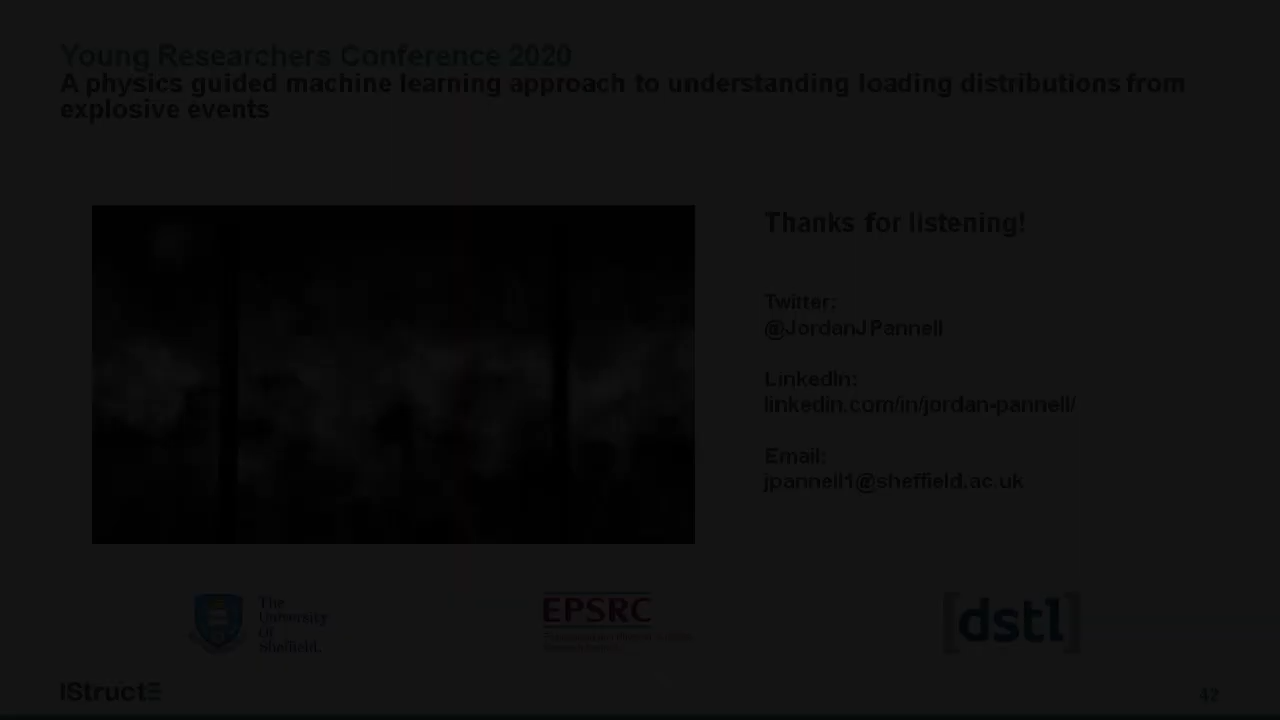 Young Researchers Conference 2020
A physics guided machine learning approach to understanding loading distributions from
explosive events
Thanks for listening!
Twitter:
@JordanJPannell
LinkedIn:
linkedin.com/in/jordan-pannell/
Email:
jpannell1@sheffield.ac.uk
The
University
Of
Sheffield.
EPSRC
[dstl]
IStructE
42